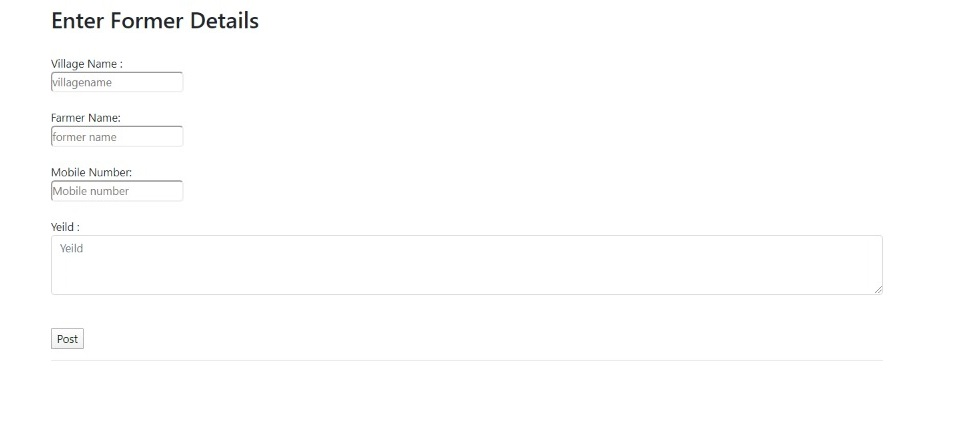 Enter Former Details
Village Name :
villagename
Farmer Name:
former name
Mobile Number:
Mobile number
Yeild :
Yeild
Post